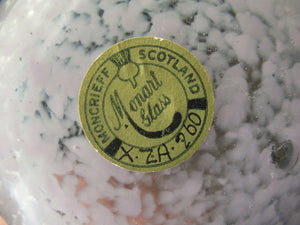 MONCRIEFF SCOTLAND
Monart
Glass
X.ZA.260